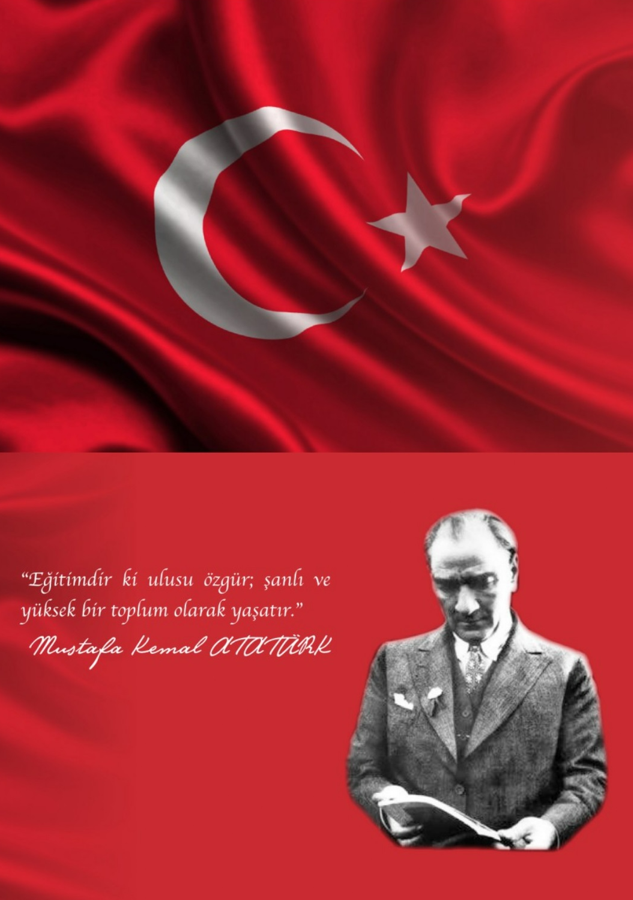 “Eğitimdir ki ulusu özgür; şanlı ve
yüksek bir toplum olarak yaşatır.”
Mustafa Kemal ATATÜRK